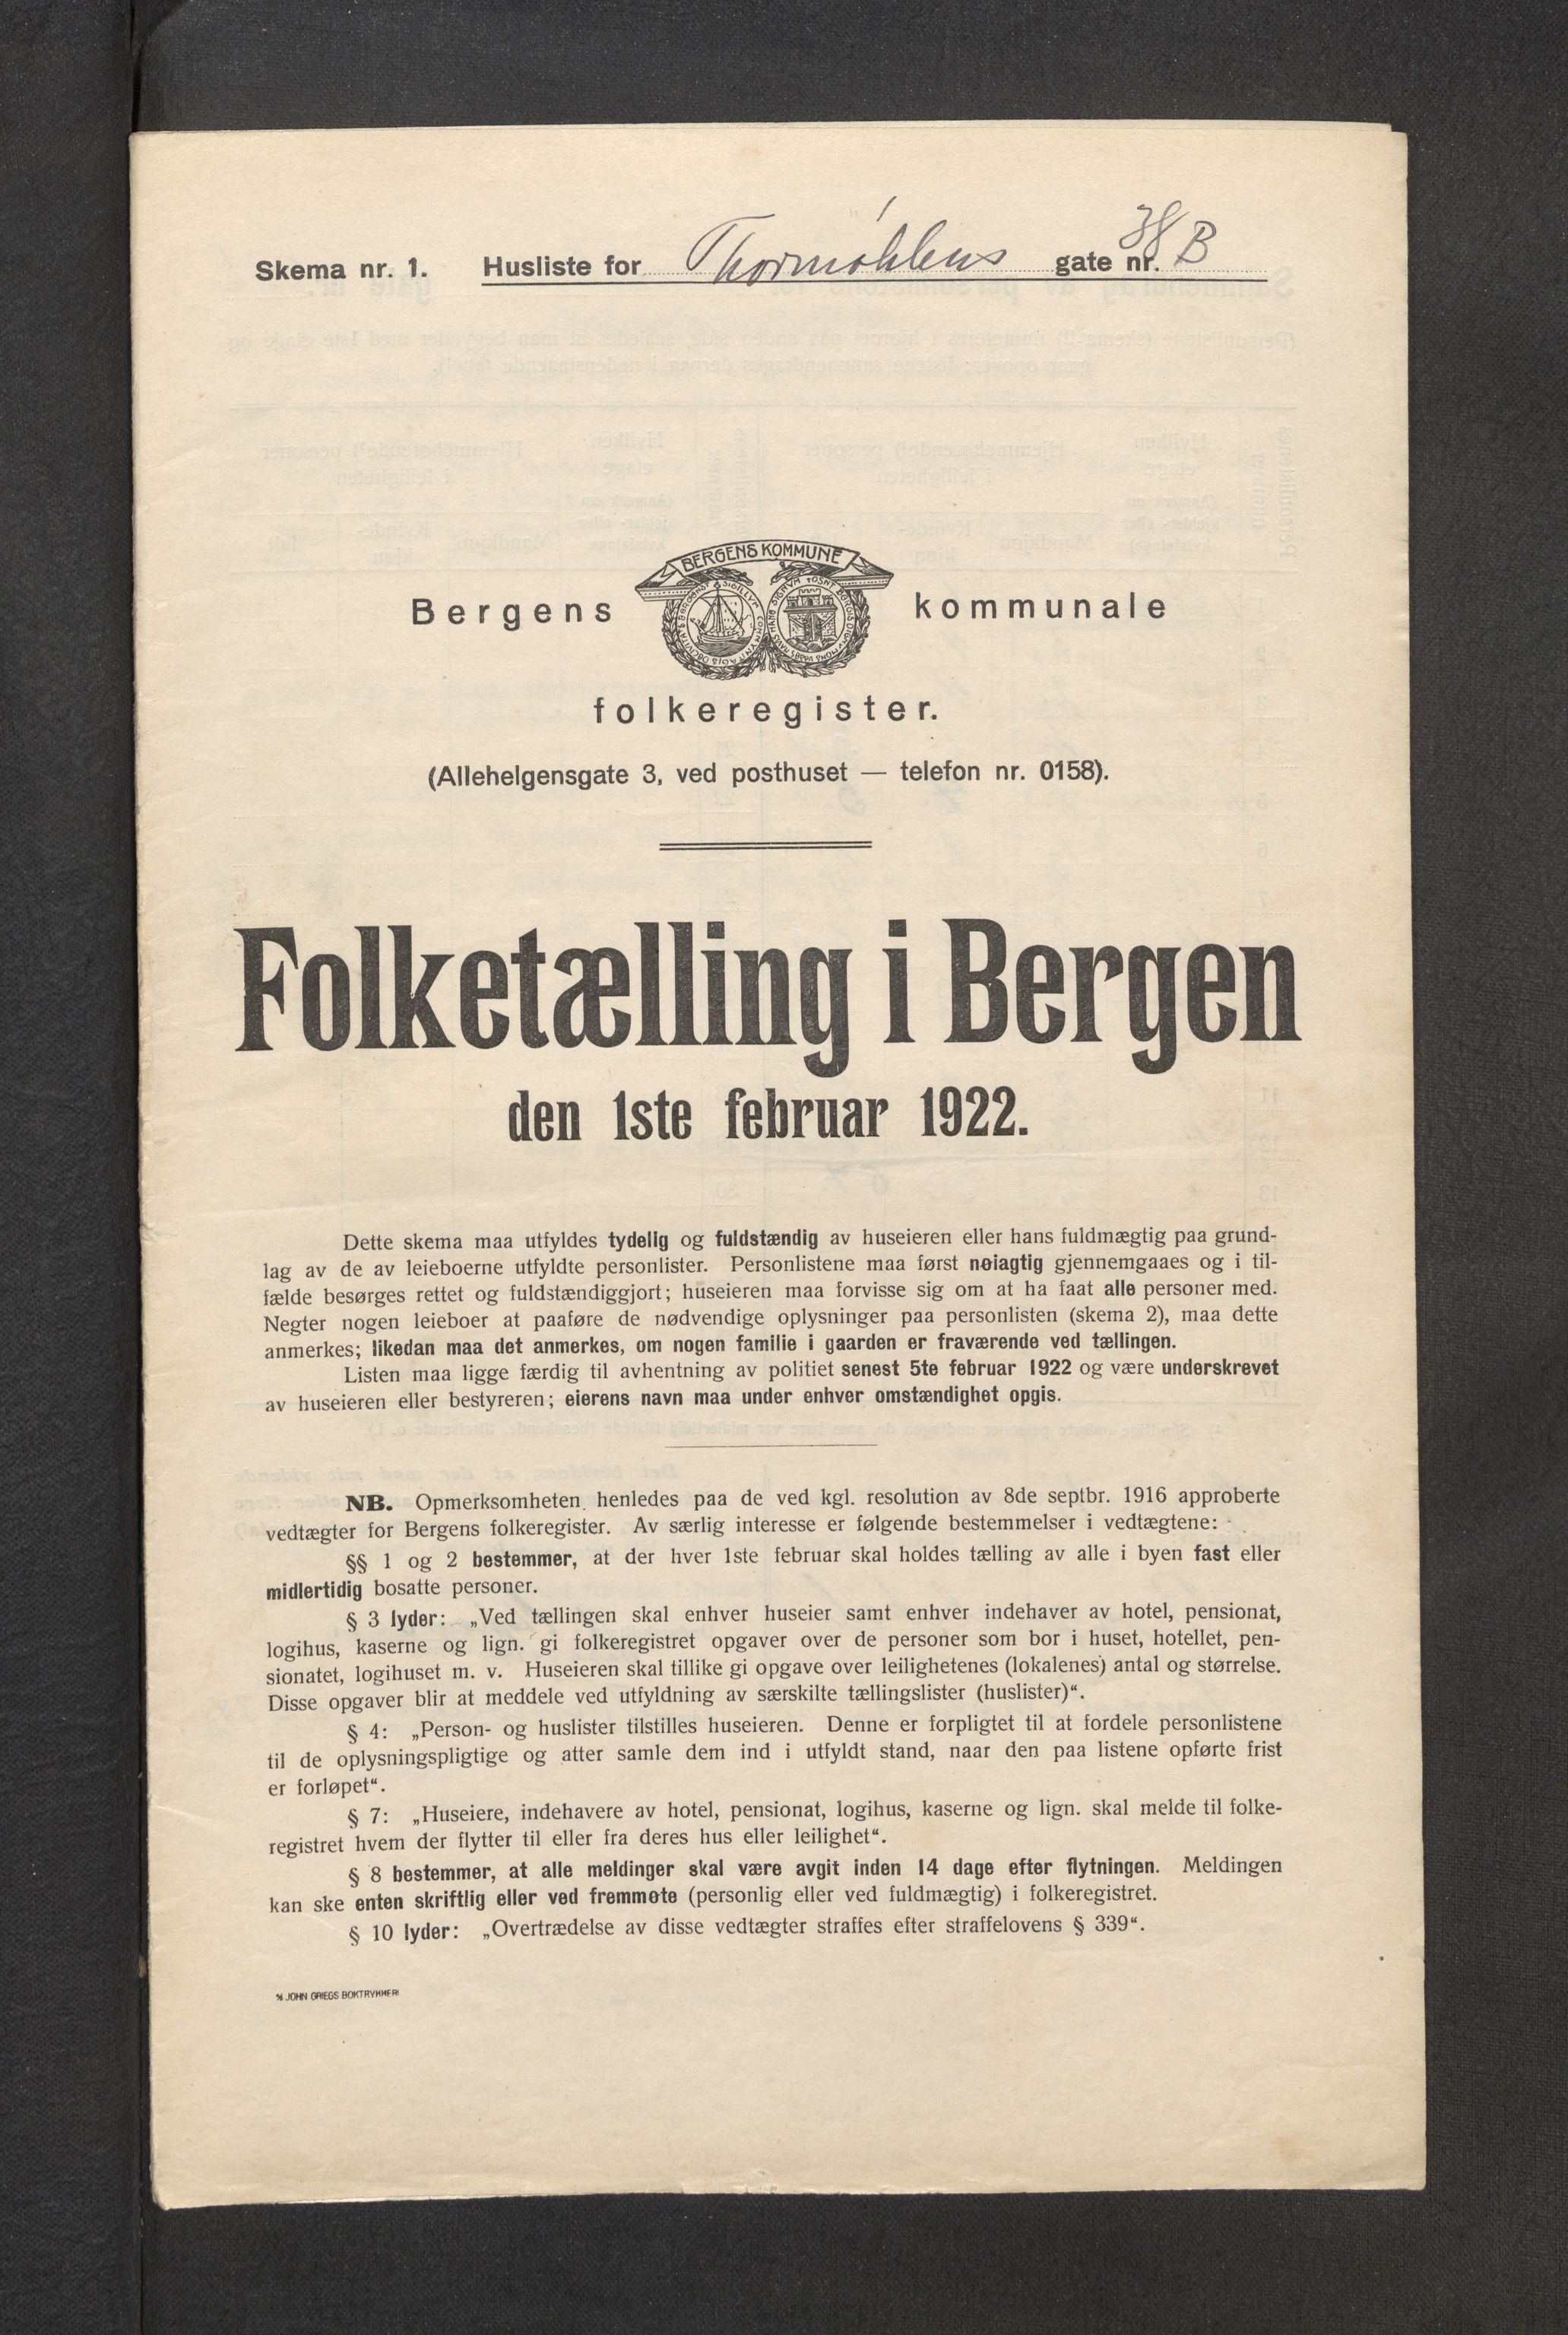 Skema nr. 1. Husliste for Thormøhlens gate nr. 38 B
BERGENS KOMMUNE
Bergens kommunale
folkeregister.
(Allehelgensgate 3, ved posthuset — telefon nr. 0158).
Folketælling i Bergen
den 1ste februar 1922.
Dette skema maa utfyldes tydelig og fuldstændig av huseieren eller hans fuldmægtig paa grund-
lag av de av leieboerne utfyldte personlister. Personlistene maa først nøiagtig gjennemgaaes og i til-
fælde besørges rettet og fuldstændiggjort; huseieren maa forvisse sig om at ha faat alle personer med.
Negter nogen leieboer at paaføre de nødvendige oplysninger paa personlisten (skema 2), maa dette
anmerkes; likedan maa det anmerkes, om nogen familie i gaarden er fraværende ved tællingen.
Listen maa ligge færdig til avhentning av politiet senest 5te februar 1922 og være underskrevet
av huseieren eller bestyreren; eierens navn maa under enhver omstændighet opgis.
NB. Opmerksomheten henledes paa de ved kgl. resolution av 8de septbr. 1916 approberte
vedtægter for Bergens folkeregister. Av særlig interesse er følgende bestemmelser i vedtægtene:
§§ 1 og 2 bestemmer, at der hver 1ste februar skal holdes tælling av alle i byen fast eller
midlertidig bosatte personer.
§ 3 lyder: „Ved tællingen skal enhver huseier samt enhver indehaver av hotel, pensionat,
logihus, kaserne og lign. gi folkeregistret opgaver over de personer som bor i huset, hotellet, pen-
sionatet, logihuset m. v. Huseieren skal tillike gi opgave over leilighetenes (lokalenes) antal og størrelse.
Disse opgaver blir at meddele ved utfyldning av særskilte tællingslister (huslister)“.
§ 4: „Person- og huslister tilstilles huseieren. Denne er forpligtet til at fordele personlistene
til de oplysningspligtige og atter samle dem ind i utfyldt stand, naar den paa listene opførte frist
er forløpet“.
§ 7: „Huseiere, indehavere av hotel, pensionat, logihus, kaserne og lign. skal melde til folke-
registret hvem der flytter til eller fra deres hus eller leilighet“.
§ 8 bestemmer, at alle meldinger skal være avgit inden 14 dage efter flytningen. Meldingen
kan ske enten skriftlig eller ved fremmøte (personlig eller ved fuldmægtig) i folkeregistret.
§ 10 lyder: „Overtrædelse av disse vedtægter straffes efter straffelovens § 339“.
JOHN GRIEGS BOKTRYKKERI